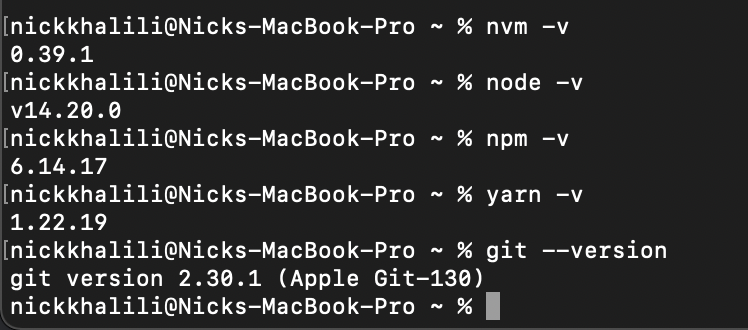 [nickkhalili@Nicks-MacBook-Pro ~ % nvm -v
0.39.1
[nickkhalili@Nicks-MacBook-Pro ~ % node -v
v14.20.0
[nickkhalili@Nicks-MacBook-Pro ~ % npm -v
6.14.17
[nickkhalili@Nicks-MacBook-Pro ~ % yarn -v
1.22.19
[nickkhalili@Nicks-MacBook-Pro ~ % git --version
git version 2.30.1 (Apple Git-130)
nickkhalili@Nicks-MacBook-Pro ~ %